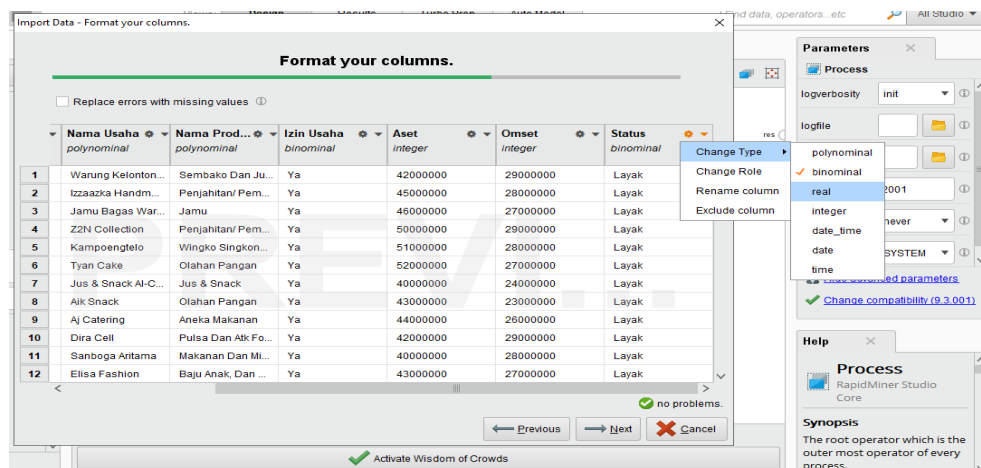 Views: Design Results Turbo Prep Auto Model Find data, operators...etc All Studio
Import Data - Format your columns.
Format your columns.
Replace errors with missing values
Nama Usaha Nama Prod... Izin Usaha Aset Omset Status
polynominal polynominal binominal integer integer binominal
1 Warung Kelonton... Sembako Dan Ju... Ya 42000000 29000000 Layak
2 Izzaazka Handm... Penjahitan/ Pem... Ya 45000000 28000000 Layak
3 Jamu Bagas War... Jamu Ya 46000000 27000000 Layak
4 Z2N Collection Penjahitan/ Pem... Ya 50000000 29000000 Layak
5 Kampoengtelo Wingko Singkon... Ya 51000000 28000000 Layak
6 Tyan Cake Olahan Pangan Ya 52000000 27000000 Layak
7 Jus & Snack Al-C... Jus & Snack Ya 40000000 24000000 Layak
8 Aik Snack Olahan Pangan Ya 43000000 23000000 Layak
9 Aj Catering Aneka Makanan Ya 44000000 26000000 Layak
10 Dira Cell Pulsa Dan Atk Fo... Ya 42000000 29000000 Layak
11 Sanboga Aritama Makanan Dan Mi... Ya 40000000 28000000 Layak
12 Elisa Fashion Baju Anak, Dan ... Ya 43000000 27000000 Layak
PREVI...
no problems.
Previous Next Cancel
Change Type
Change Role
Rename column
Exclude column
polynominal
binominal
real
integer
date_time
date
time
res
Parameters
Process
logverbosity init
logfile
2001
never
SYSTEM
Hide advanced parameters
Change compatibility (9.3.001)
Help
Process
RapidMiner Studio
Core
Synopsis
The root operator which is the
outer most operator of every
process.
Activate Wisdom of Crowds